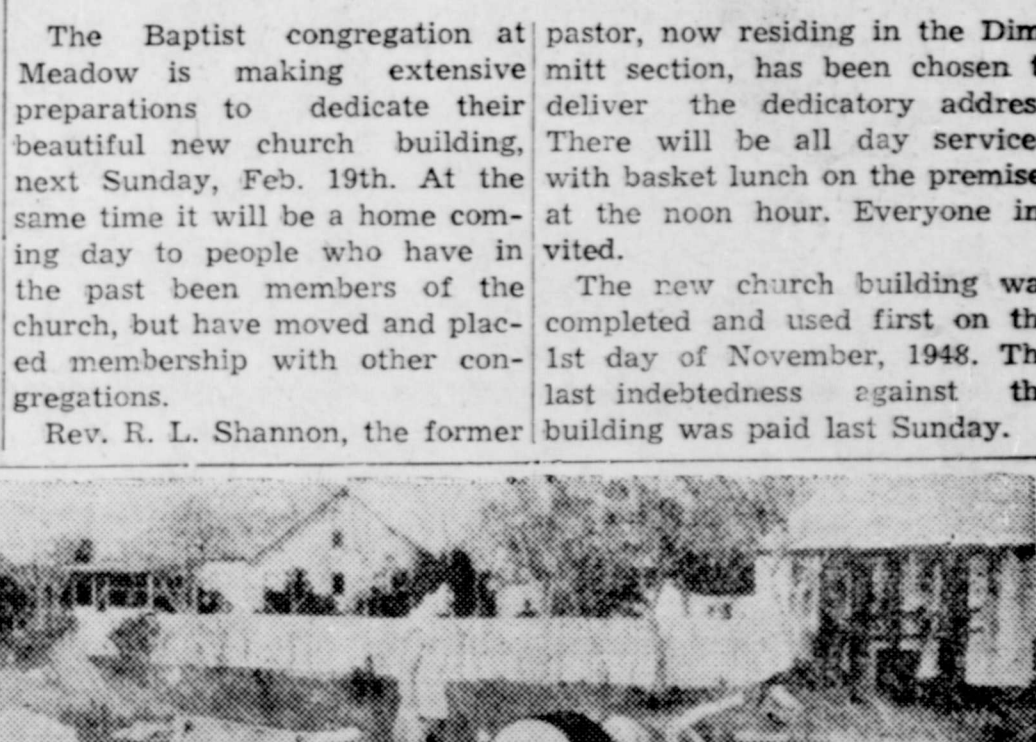 The Baptist congregation at
Meadow is making extensive
preparations to dedicate their
beautiful new church building,
next Sunday, Feb. 19th. At the
same time it will be a home com-
ing day to people who have in
the past been members of the
church, but have moved and plac-
ed membership with other con-
gregations.
Rev. R. L. Shannon, the former
pastor, now residing in the Dim
mitt section, has been chosen t
deliver the dedicatory addres
There will be all day service
with basket lunch on the premise
at the noon hour. Everyone in
vited.
The new church building wa
completed and used first on th
1st day of November, 1948. Th
last indebtedness against th
building was paid last Sunday.